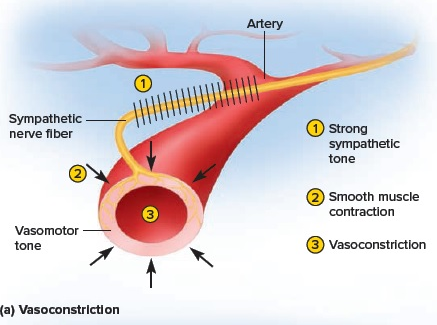 Artery
1
Sympathetic
nerve fiber
2
3
Vasomotor
tone
1 Strong
sympathetic
tone
2 Smooth muscle
contraction
3 Vasoconstriction
(a) Vasoconstriction